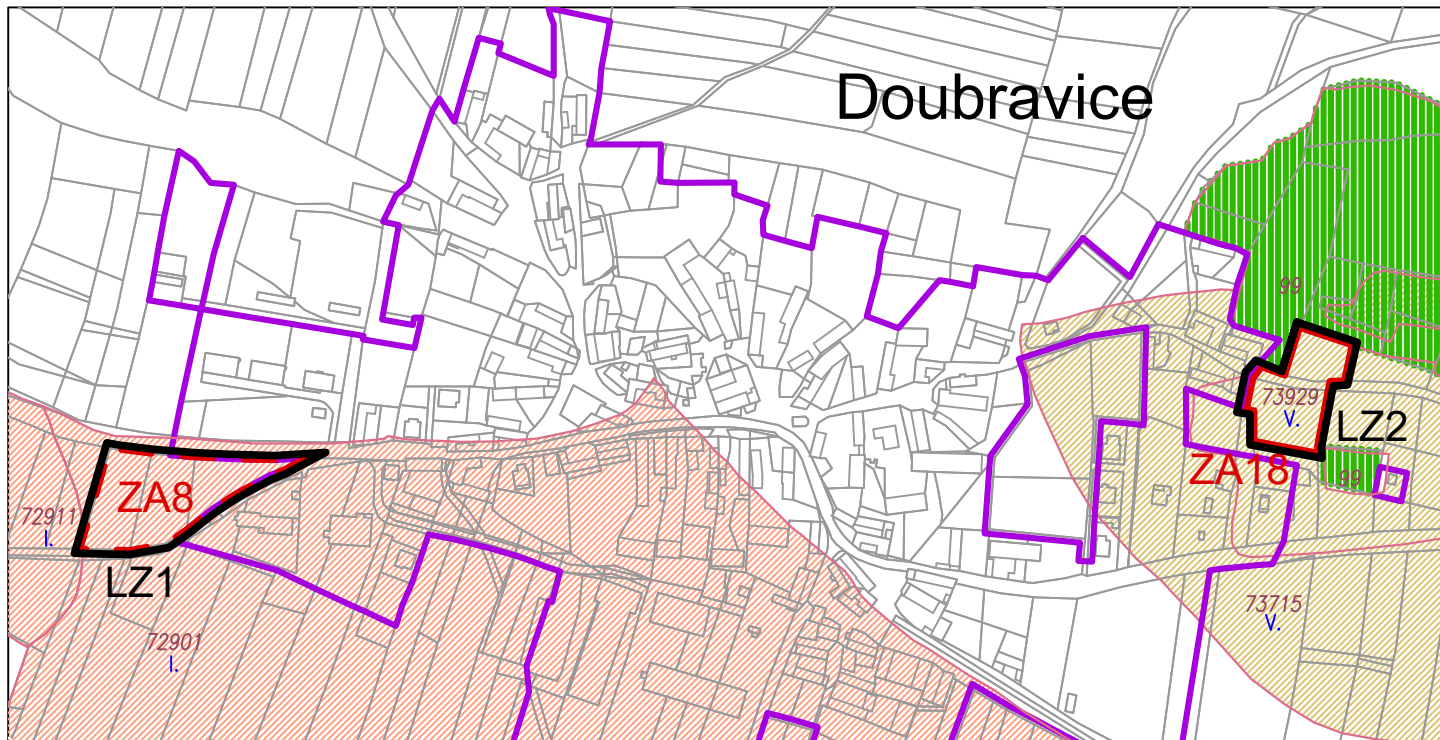 Doubravice
99
73929
V.
LZ2
ZA18
99
ZA8
72911
I.
LZ1
73715
V.
72901
I.